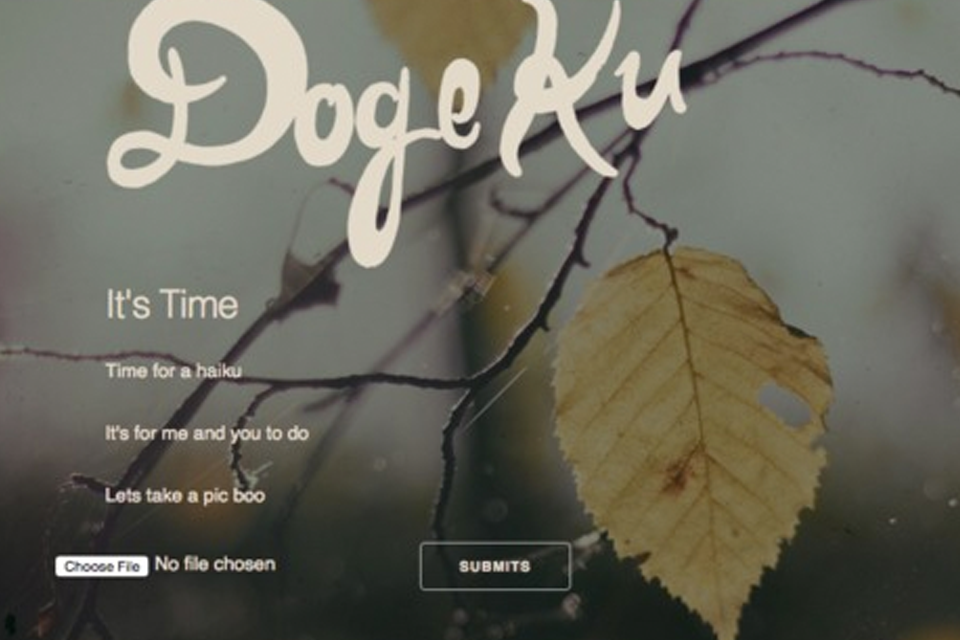 DogeKu
It's Time
Time for a haiku
It's for me and you to do
Lets take a pic boo
Choose File No file chosen
SUBMITS